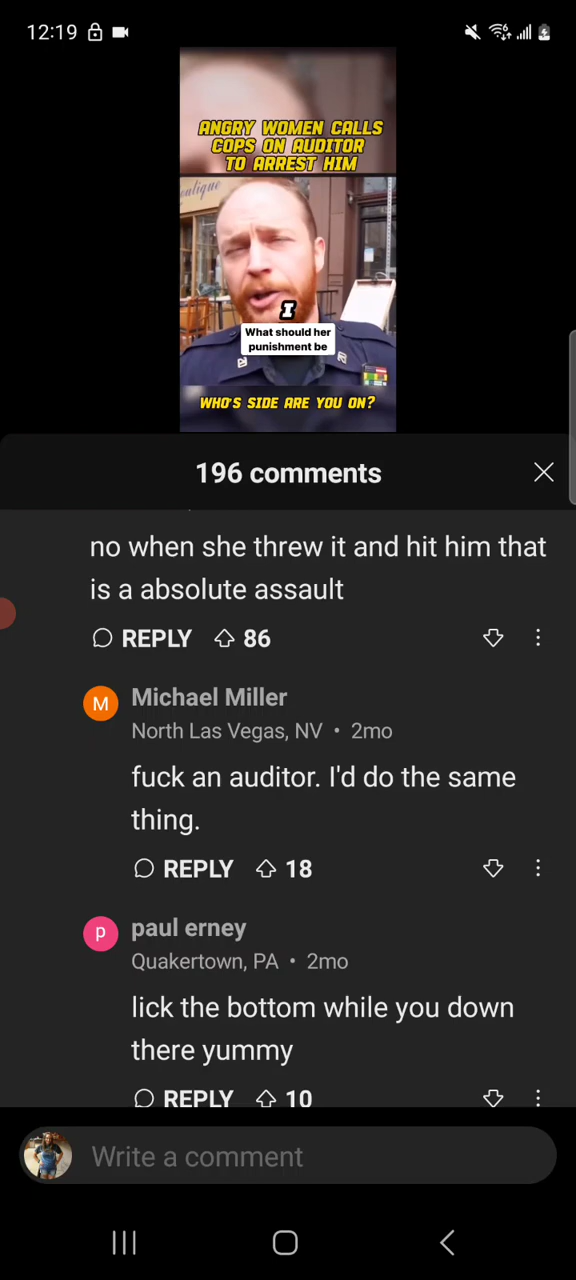 12:19
6
ANGRY WOMEN CALLS
COPS ON AUDITOR
TO ARREST HIM
outique
I
What should her
punishment be
WHO'S SIDE ARE YOU ON?
196 comments
no when she threw it and hit him that
is a absolute assault
REPLY 86
M
Michael Miller
North Las Vegas, NV • 2mo
fuck an auditor. I'd do the same
thing.
REPLY 18
P
paul erney
Quakertown, PA • 2mo
lick the bottom while you down
there yummy
REPLY 10
Write a comment